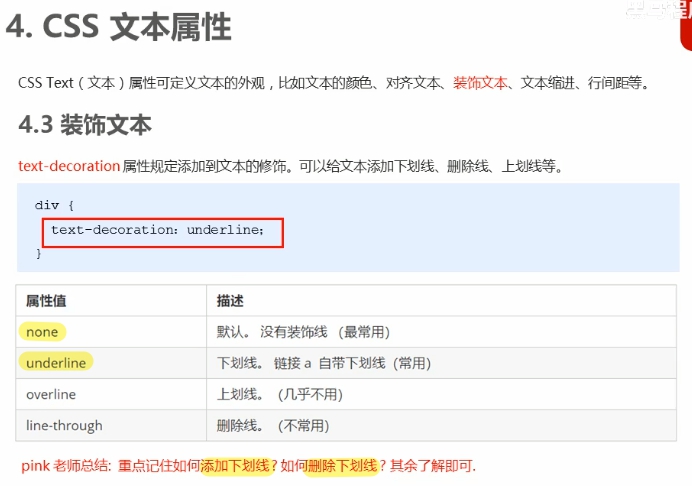 4. CSS 文本属性
CSS Text（文本）属性可定义文本的外观，比如文本的颜色、对齐文本、装饰文本、文本缩进、行间距等。
4.3 装饰文本
text-decoration 属性规定添加到文本的修饰。可以给文本添加下划线、删除线、上划线等。
div {
text-decoration：underline；
}
属性值 描述
none 默认。没有装饰线（最常用）
underline 下划线。链接 a 自带下划线（常用）
overline 上划线。（几乎不用）
line-through 删除线。（不常用）
pink 老师总结: 重点记住如何添加下划线? 如何删除下划线? 其余了解即可.